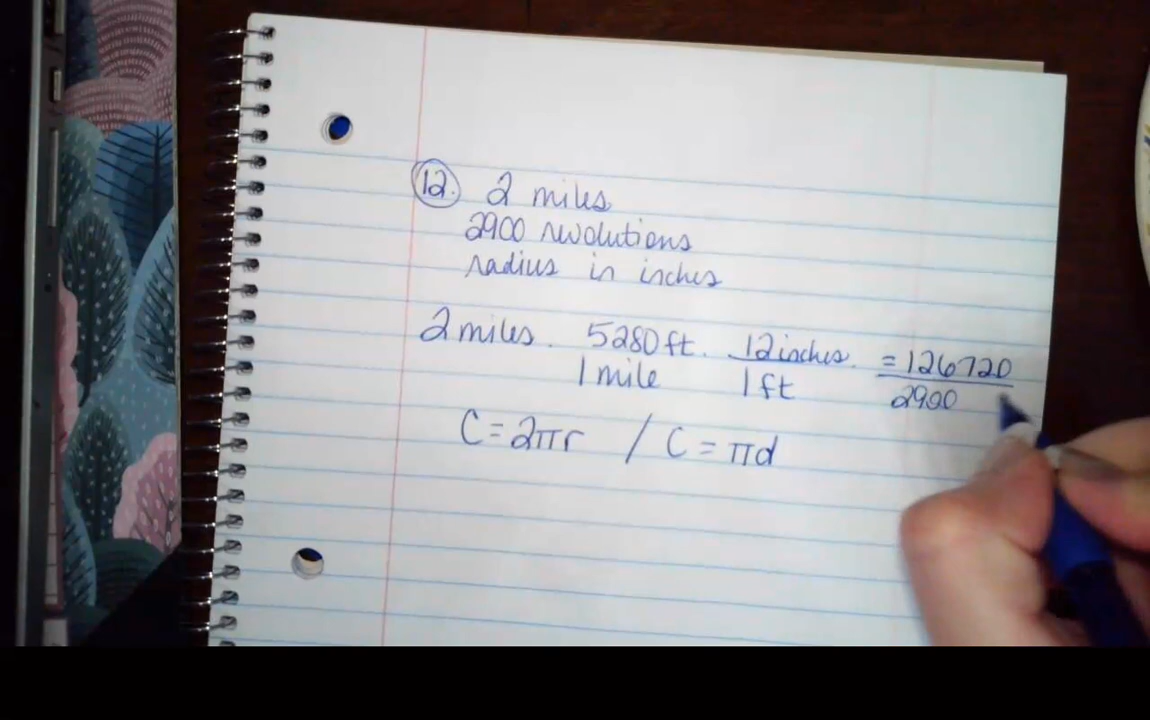 12. 2 miles
2900 revolutions
radius in inches
2 miles . 5280 ft . 12 inches . = 126720
1 mile 1 ft 2900
C = 2πr / C = πd